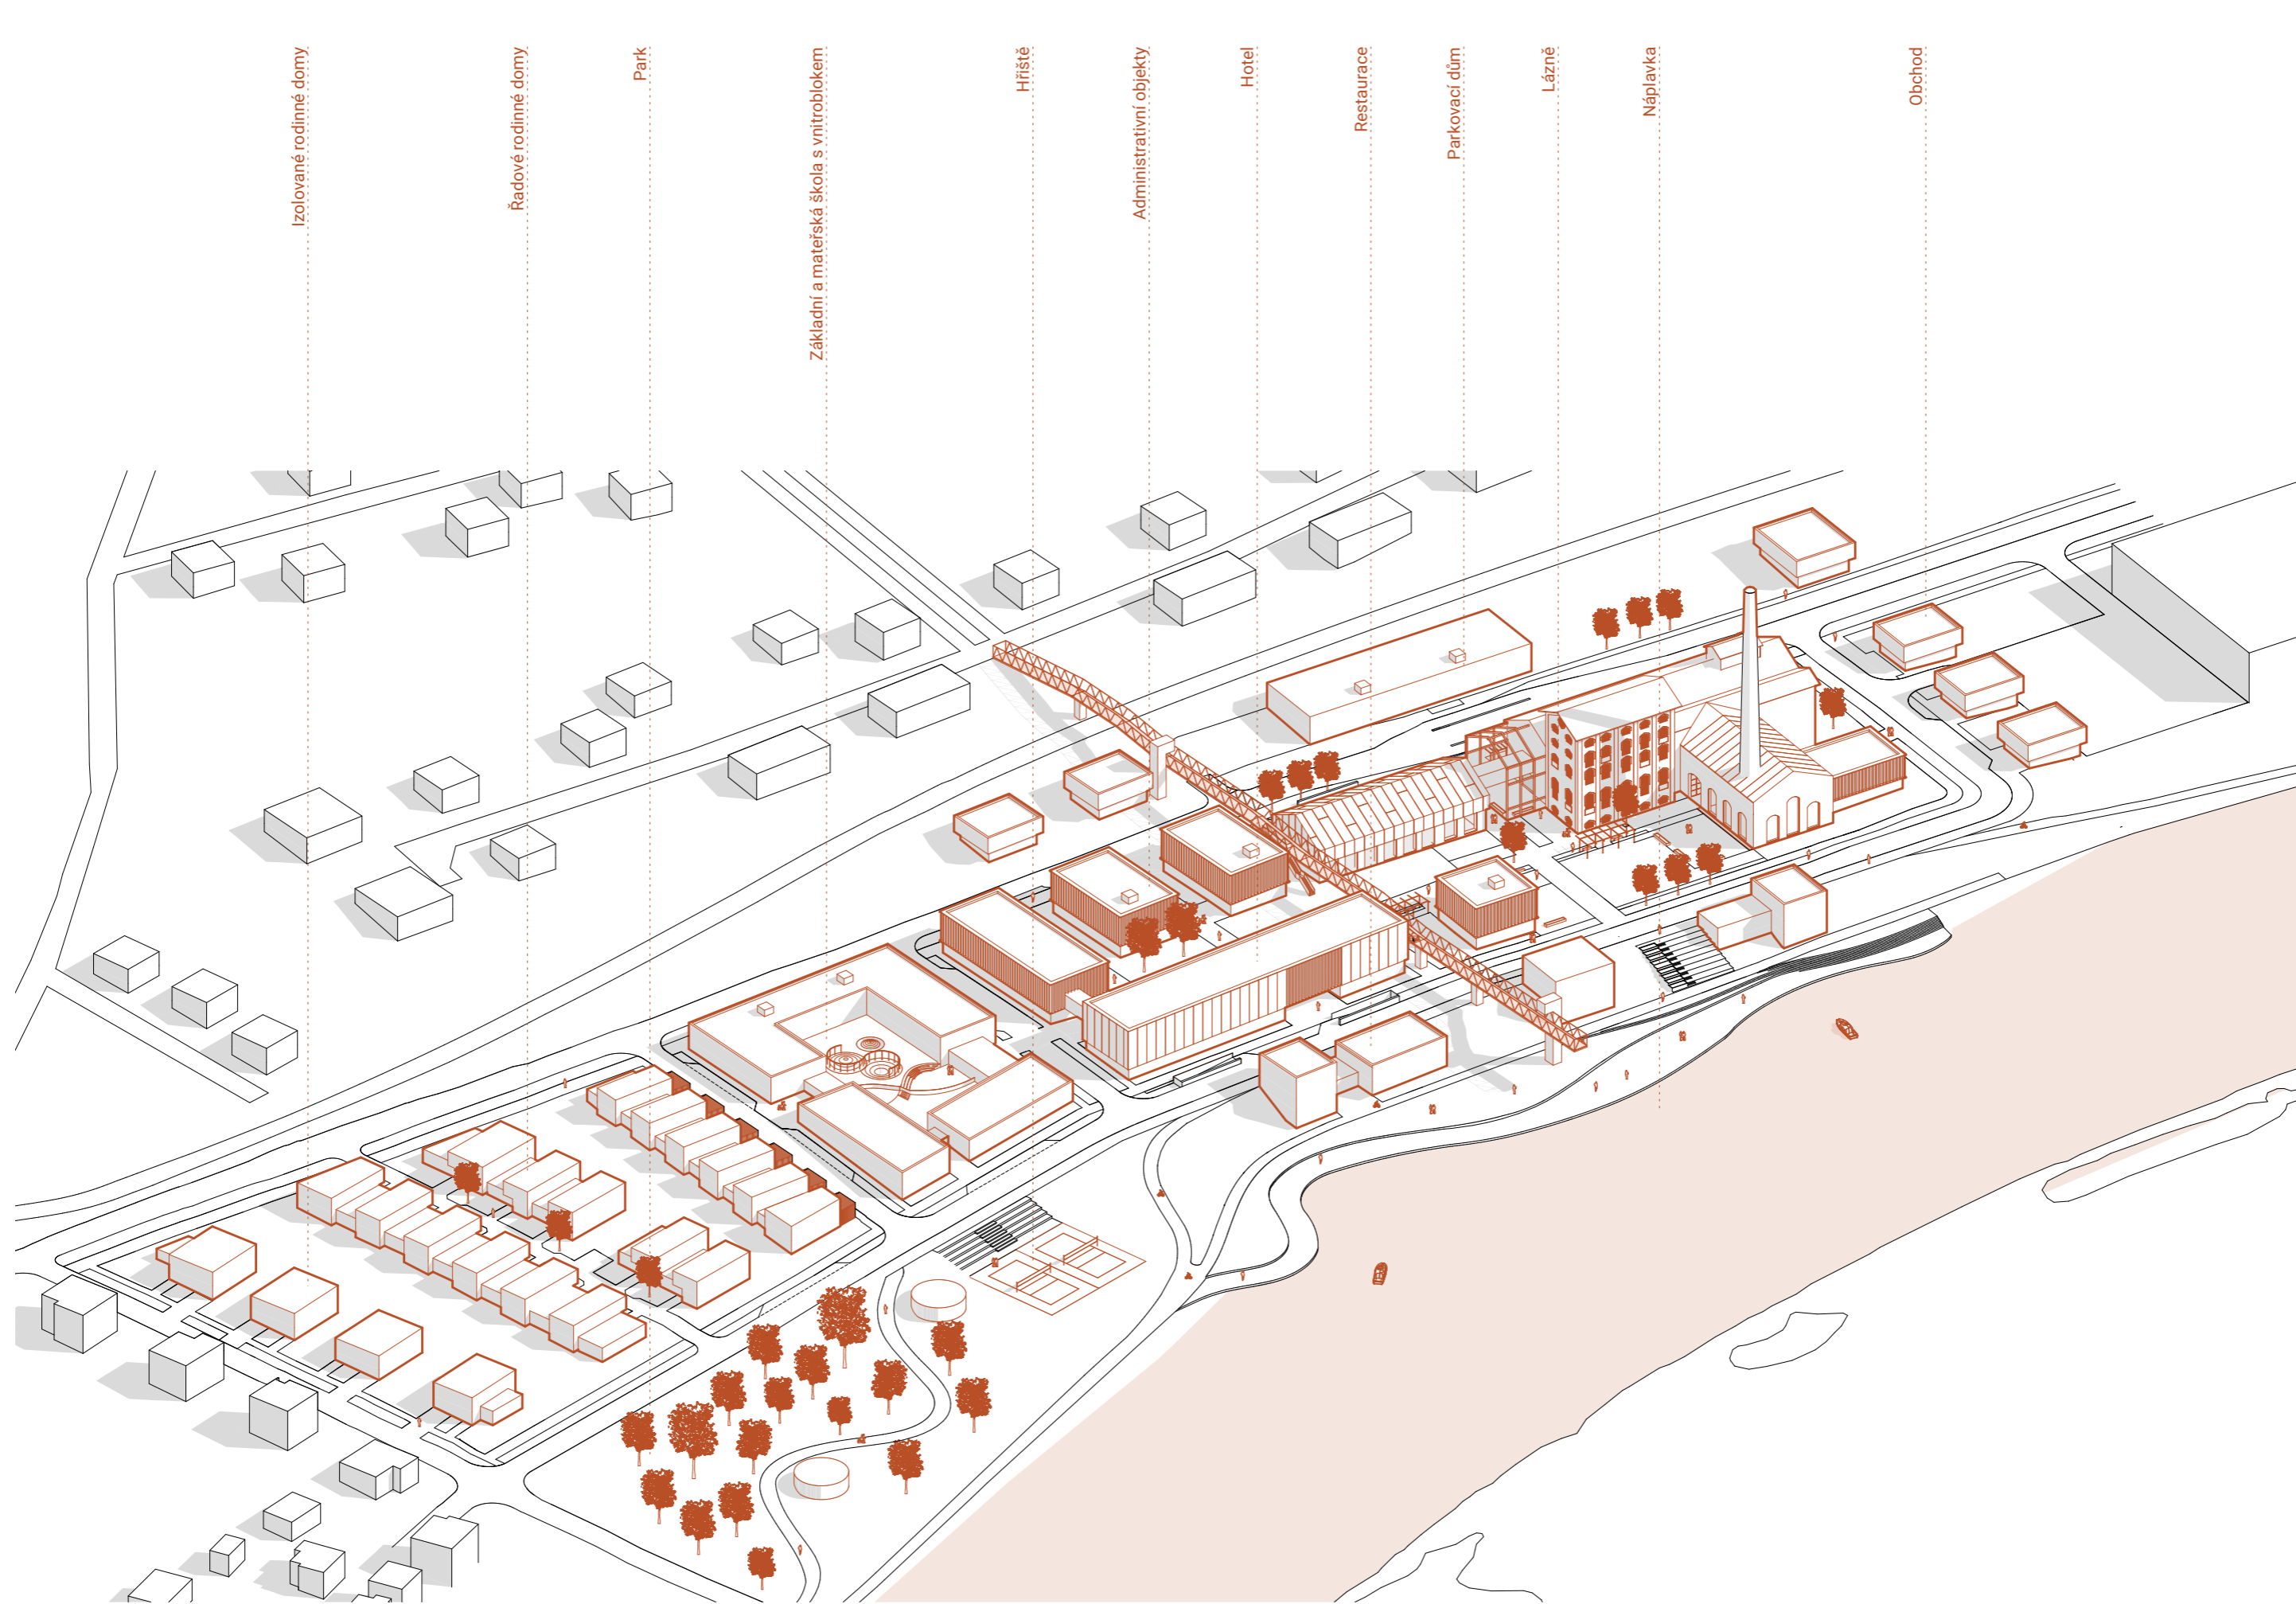 Izolované rodinné domy
Řadové rodinné domy
Park
Základní a mateřská škola s vnitroblokem
Hřiště
Administrativní objekty
Hotel
Restaurace
Parkovací dům
Lázně
Náplavka
Obchod